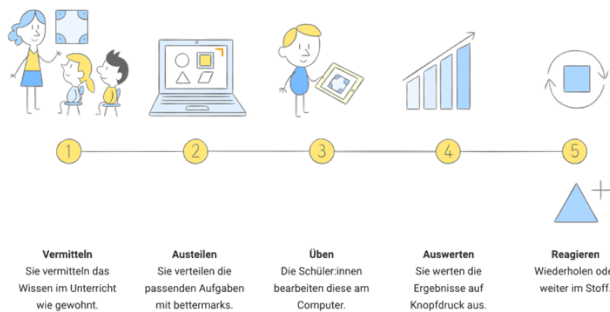 1
2
3
4
5
Vermitteln
Sie vermitteln das
Wissen im Unterricht
wie gewohnt.
Austeilen
Sie verteilen die
passenden Aufgaben
mit bettermarks.
Üben
Die Schüler:innen
bearbeiten diese am
Computer.
Auswerten
Sie werten die
Ergebnisse auf
Knopfdruck aus.
Reagieren
Wiederholen ode
weiter im Stoff.